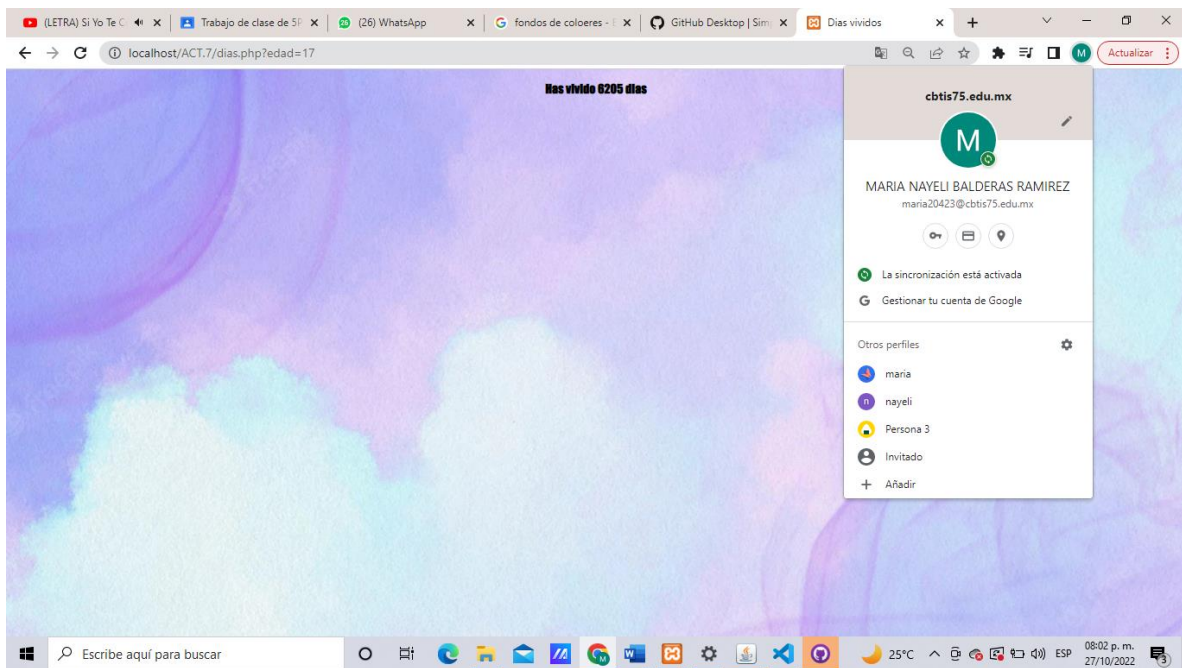 (LETRA) Si Yo Te C
Trabajo de clase de 5P
(26) WhatsApp
fondos de coloeres - 
GitHub Desktop | Sim
Dias vividos
localhost/ACT.7/dias.php?edad=17
M
Actualizar
Has vivido 6205 dias
cbtis75.edu.mx
M
MARIA NAYELI BALDERAS RAMIREZ
maria20423@cbtis75.edu.mx
La sincronización está activada
G Gestionar tu cuenta de Google
Otros perfiles
maria
n nayeli
Persona 3
Invitado
+ Añadir
Escribe aquí para buscar
25°C
ESP
08:02 p. m.
27/10/2022
3